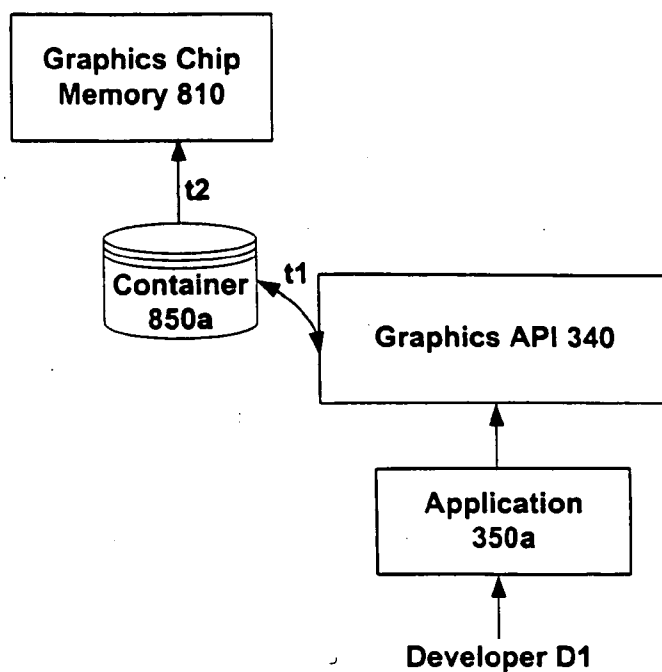 Graphics Chip
Memory 810
t2
Container
850a
t1
Graphics API 340
Application
350a
Developer D1